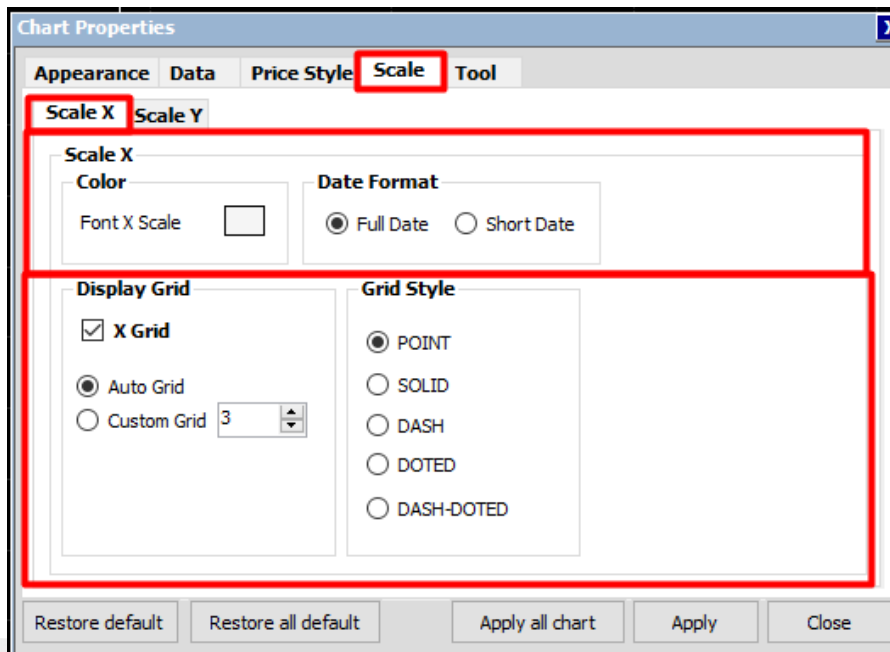 Chart Properties
X
Appearance Data Price Style Scale Tool
Scale X Scale Y
Scale X
Color Date Format
Font X Scale Full Date Short Date
Display Grid Grid Style
X Grid
POINT
Auto Grid SOLID
Custom Grid 3 DASH
DOTED
DASH-DOTED
Restore default Restore all default Apply all chart Apply Close